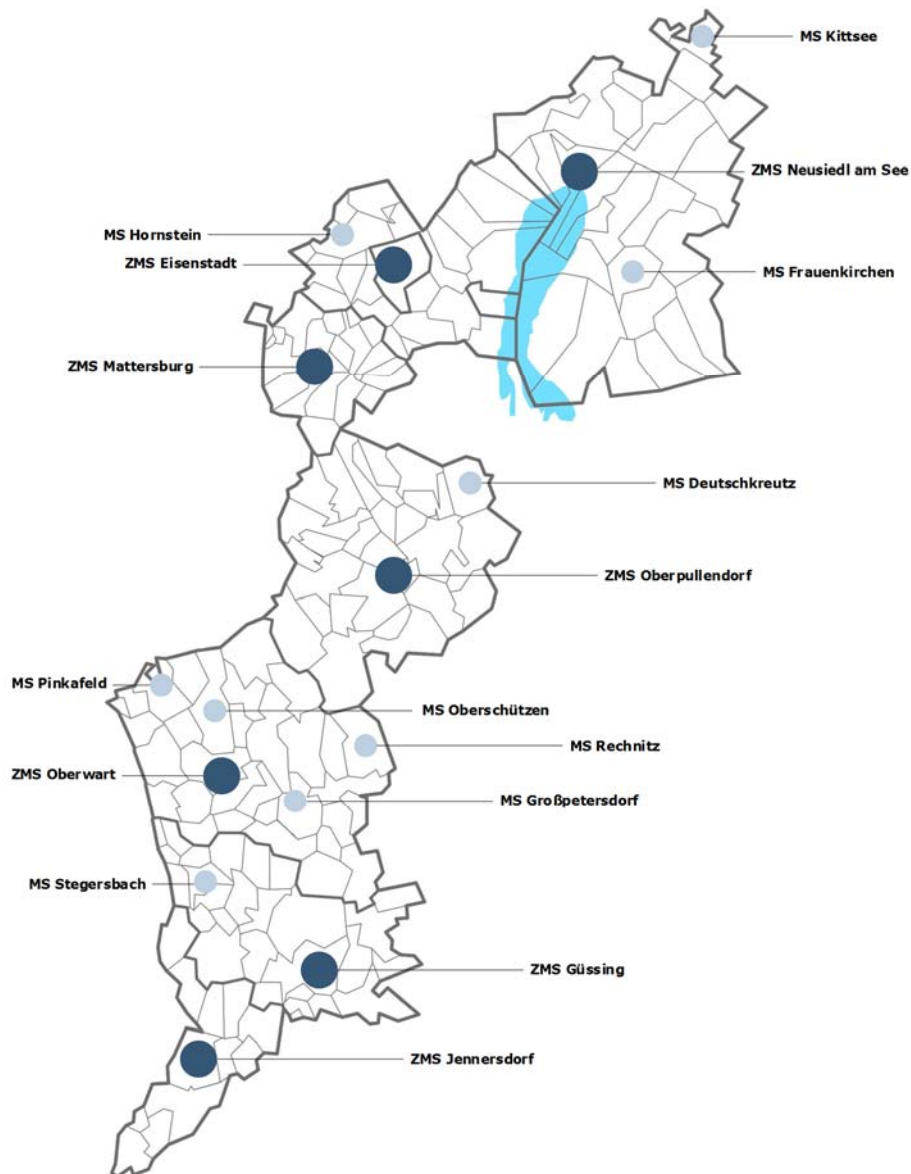 MS Kittsee
ZMS Neusiedl am See
MS Hornstein
ZMS Eisenstadt
MS Frauenkirchen
ZMS Mattersburg
MS Deutschkreutz
ZMS Oberpullendorf
MS Pinkafeld
MS Oberschützen
MS Rechnitz
ZMS Oberwart
MS Großpetersdorf
MS Stegersbach
ZMS Güssing
ZMS Jennersdorf